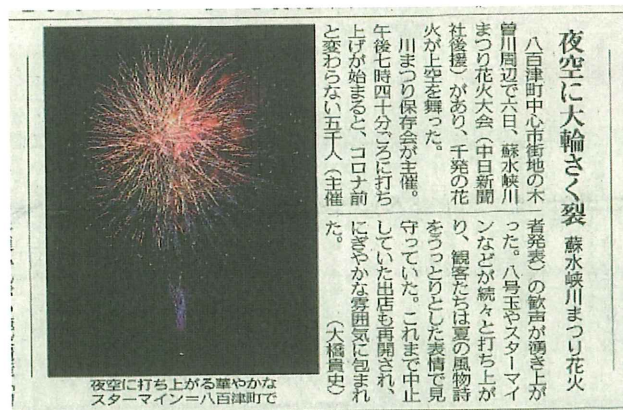 夜空に大輪さく裂
蘇水峡川まつり花火
八百津町中心市街地の木
曽川周辺で六日、蘇水峡川
まつり花火大会（中日新聞
社後援）があり、千発の花
火が上空を舞った。
川まつり保存会が主催。
午後七時四十分ごろに打ち
上げが始まると、コロナ前
と変わらない五千人（主催
者発表）の歓声が湧き上が
った。八号玉やスターマイ
ンなどが続々と打ち上が
り、観客たちは夏の風物詩
をうっとりとした表情で見
守っていた。これまで中止
していた出店も再開され、
にぎやかな雰囲気に包まれ
た。
（大橋貴史）
夜空に打ち上がる華やかな
スターマイン＝八百津町で